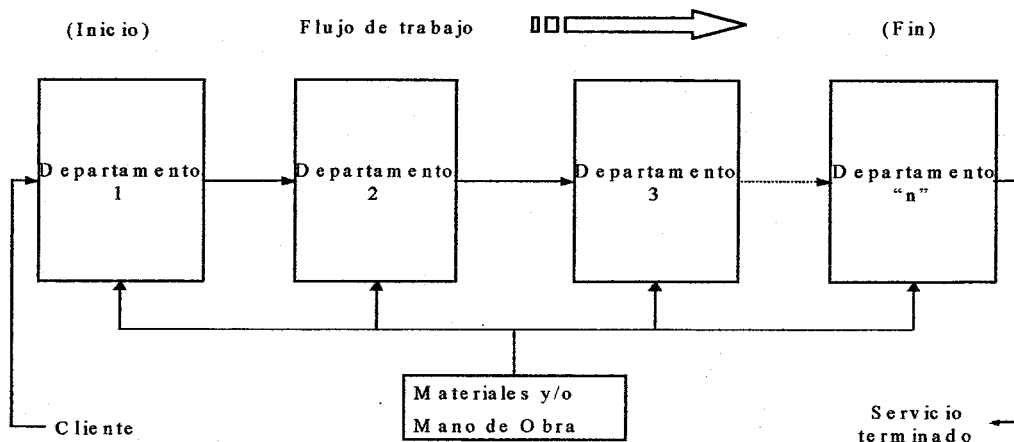 (Inicio)
Flujo de trabajo
(Fin)
Departamento
1
Departamento
2
Departamento
3
Departamento
“n”
Materiales y/o
Mano de Obra
Cliente
Servicio
terminado